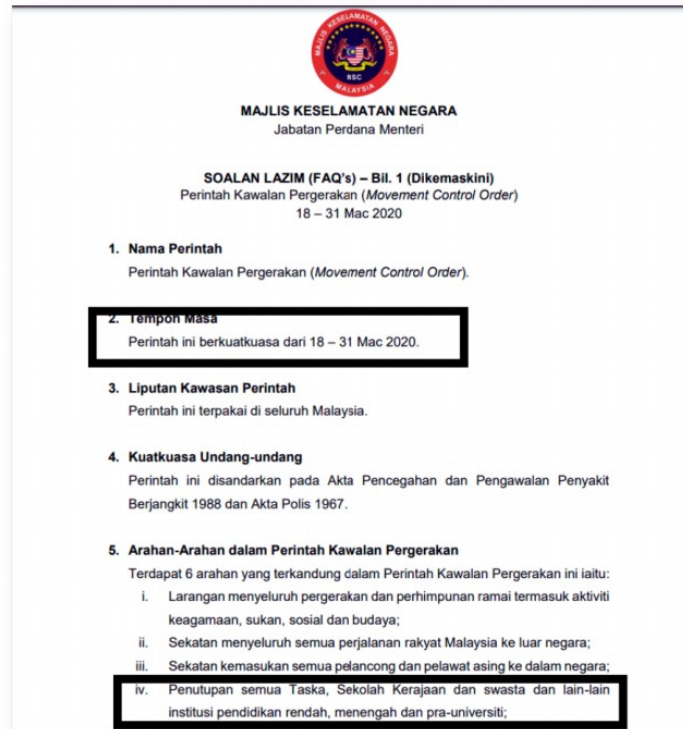 MAJLIS KESELAMATAN NEGARA
NSC
MALAYSIA
MAJLIS KESELAMATAN NEGARA
Jabatan Perdana Menteri
SOALAN LAZIM (FAQ's) – Bil. 1 (Dikemaskini)
Perintah Kawalan Pergerakan (Movement Control Order)
18 – 31 Mac 2020
1. Nama Perintah
Perintah Kawalan Pergerakan (Movement Control Order).
2. Tempoh Masa
Perintah ini berkuatkuasa dari 18 – 31 Mac 2020.
3. Liputan Kawasan Perintah
Perintah ini terpakai di seluruh Malaysia.
4. Kuatkuasa Undang-undang
Perintah ini disandarkan pada Akta Pencegahan dan Pengawalan Penyakit
Berjangkit 1988 dan Akta Polis 1967.
5. Arahan-Arahan dalam Perintah Kawalan Pergerakan
Terdapat 6 arahan yang terkandung dalam Perintah Kawalan Pergerakan ini iaitu:
i. Larangan menyeluruh pergerakan dan perhimpunan ramai termasuk aktiviti
keagamaan, sukan, sosial dan budaya;
ii. Sekatan menyeluruh semua perjalanan rakyat Malaysia ke luar negara;
iii. Sekatan kemasukan semua pelancong dan pelawat asing ke dalam negara;
iv. Penutupan semua Taska, Sekolah Kerajaan dan swasta dan lain-lain
institusi pendidikan rendah, menengah dan pra-universiti;